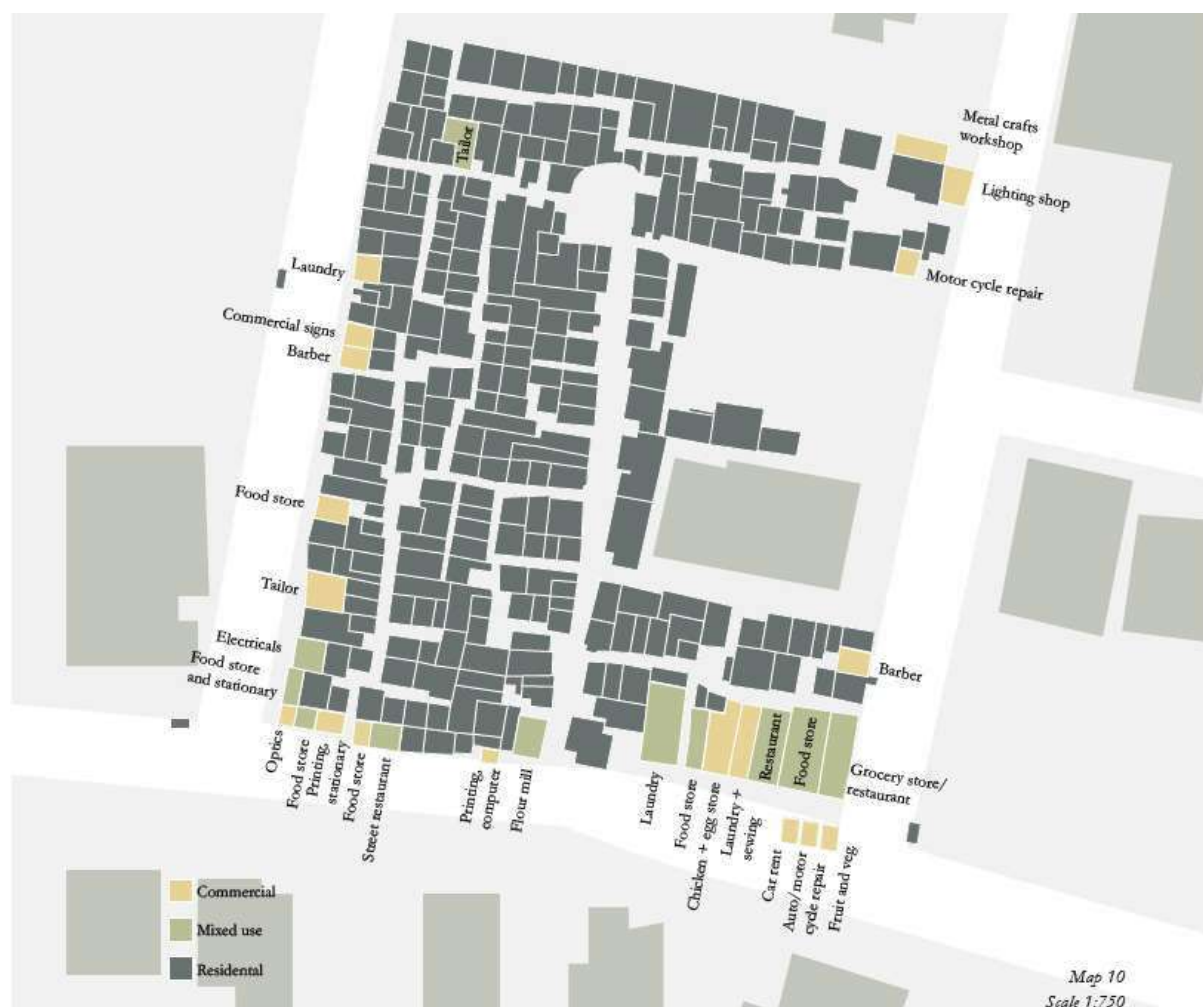 Metal crafts
workshop
Tailor
Lighting shop
Laundry
Motor cycle repair
Commercial signs
Barber
Food store
Tailor
Electricals
Food store
and stationary
Barber
Optics
Food store
Printing,
stationary
Food store
Street restaurant
Printing,
computer
Flour mill
Laundry
Food store
Chicken + egg store
Laundry +
sewing
Restaurant
Food store
Grocery store/
restaurant
Car rent
Auto/motor
cycle repair
Fruit and veg
Commercial
Mixed use
Residental
Map 10
Scale 1:750